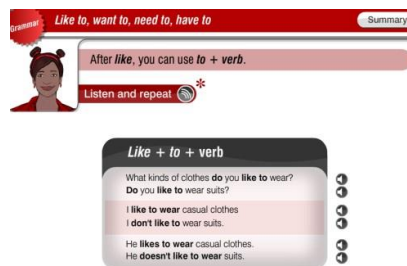 Grammar
Like to, want to, need to, have to
Summary
After like, you can use to + verb.
Listen and repeat
*
Like + to + verb
What kinds of clothes do you like to wear?
Do you like to wear suits?
I like to wear casual clothes
I don't like to wear suits.
He likes to wear casual clothes.
He doesn't like to wear suits.